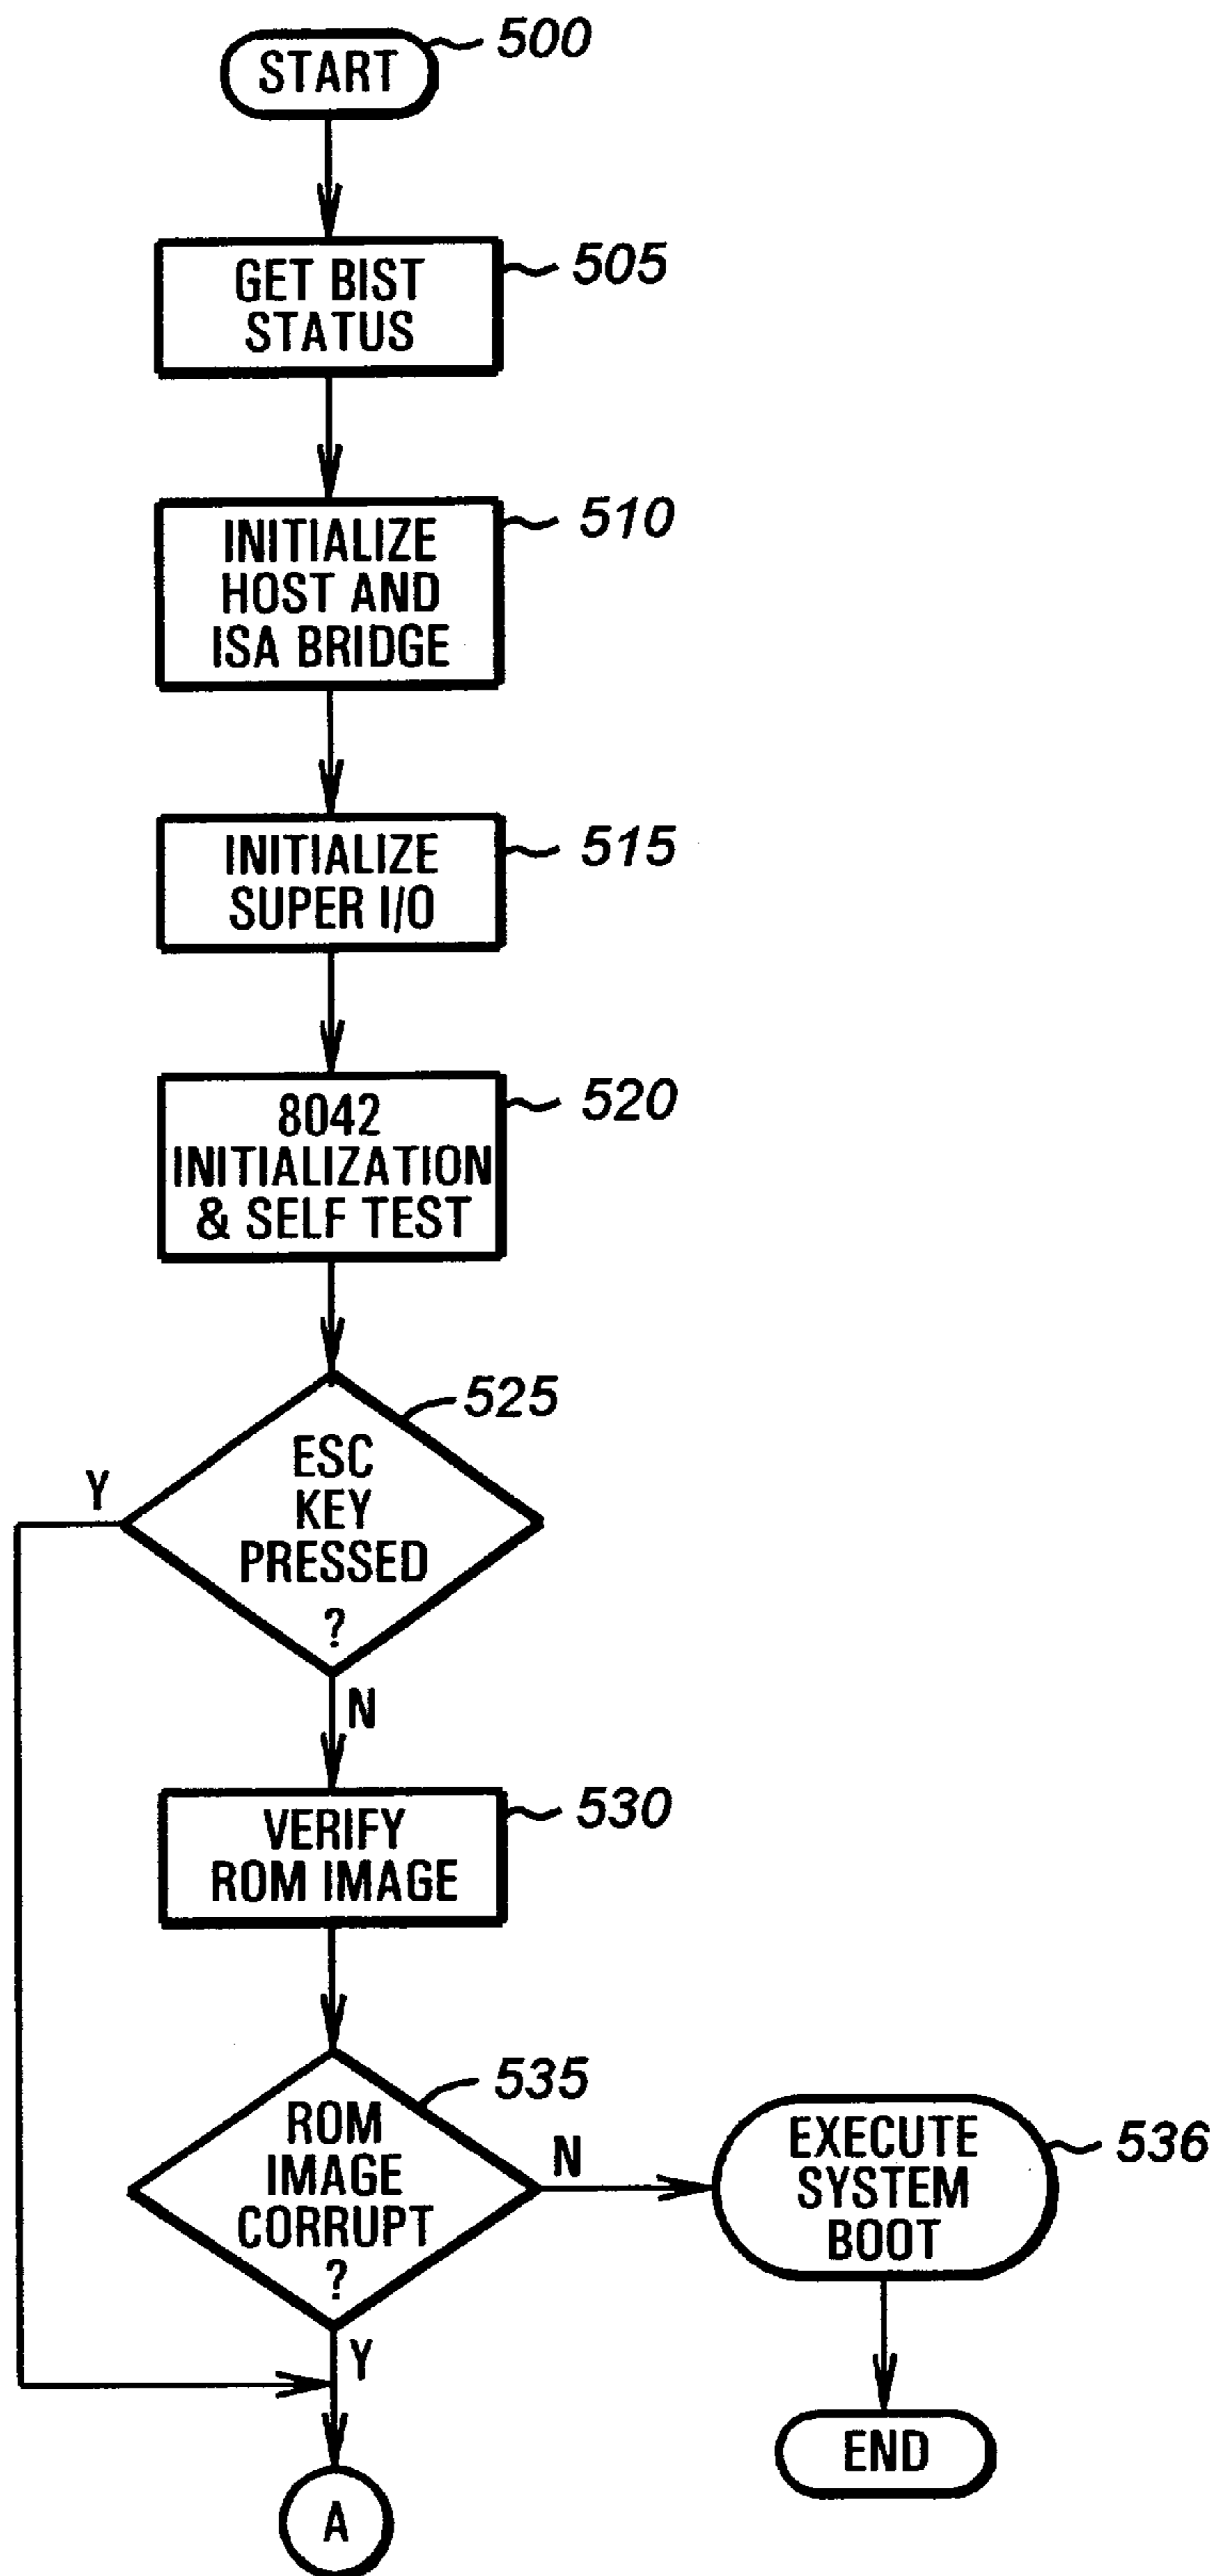 START
500
GET BIST
STATUS
505
INITIALIZE
HOST AND
ISA BRIDGE
510
INITIALIZE
SUPER I/O
515
8042
INITIALIZATION
& SELF TEST
520
525
ESC
KEY
PRESSED
?
Y
N
VERIFY
ROM IMAGE
530
535
ROM
IMAGE
CORRUPT
?
N
EXECUTE
SYSTEM
BOOT
536
Y
END
A